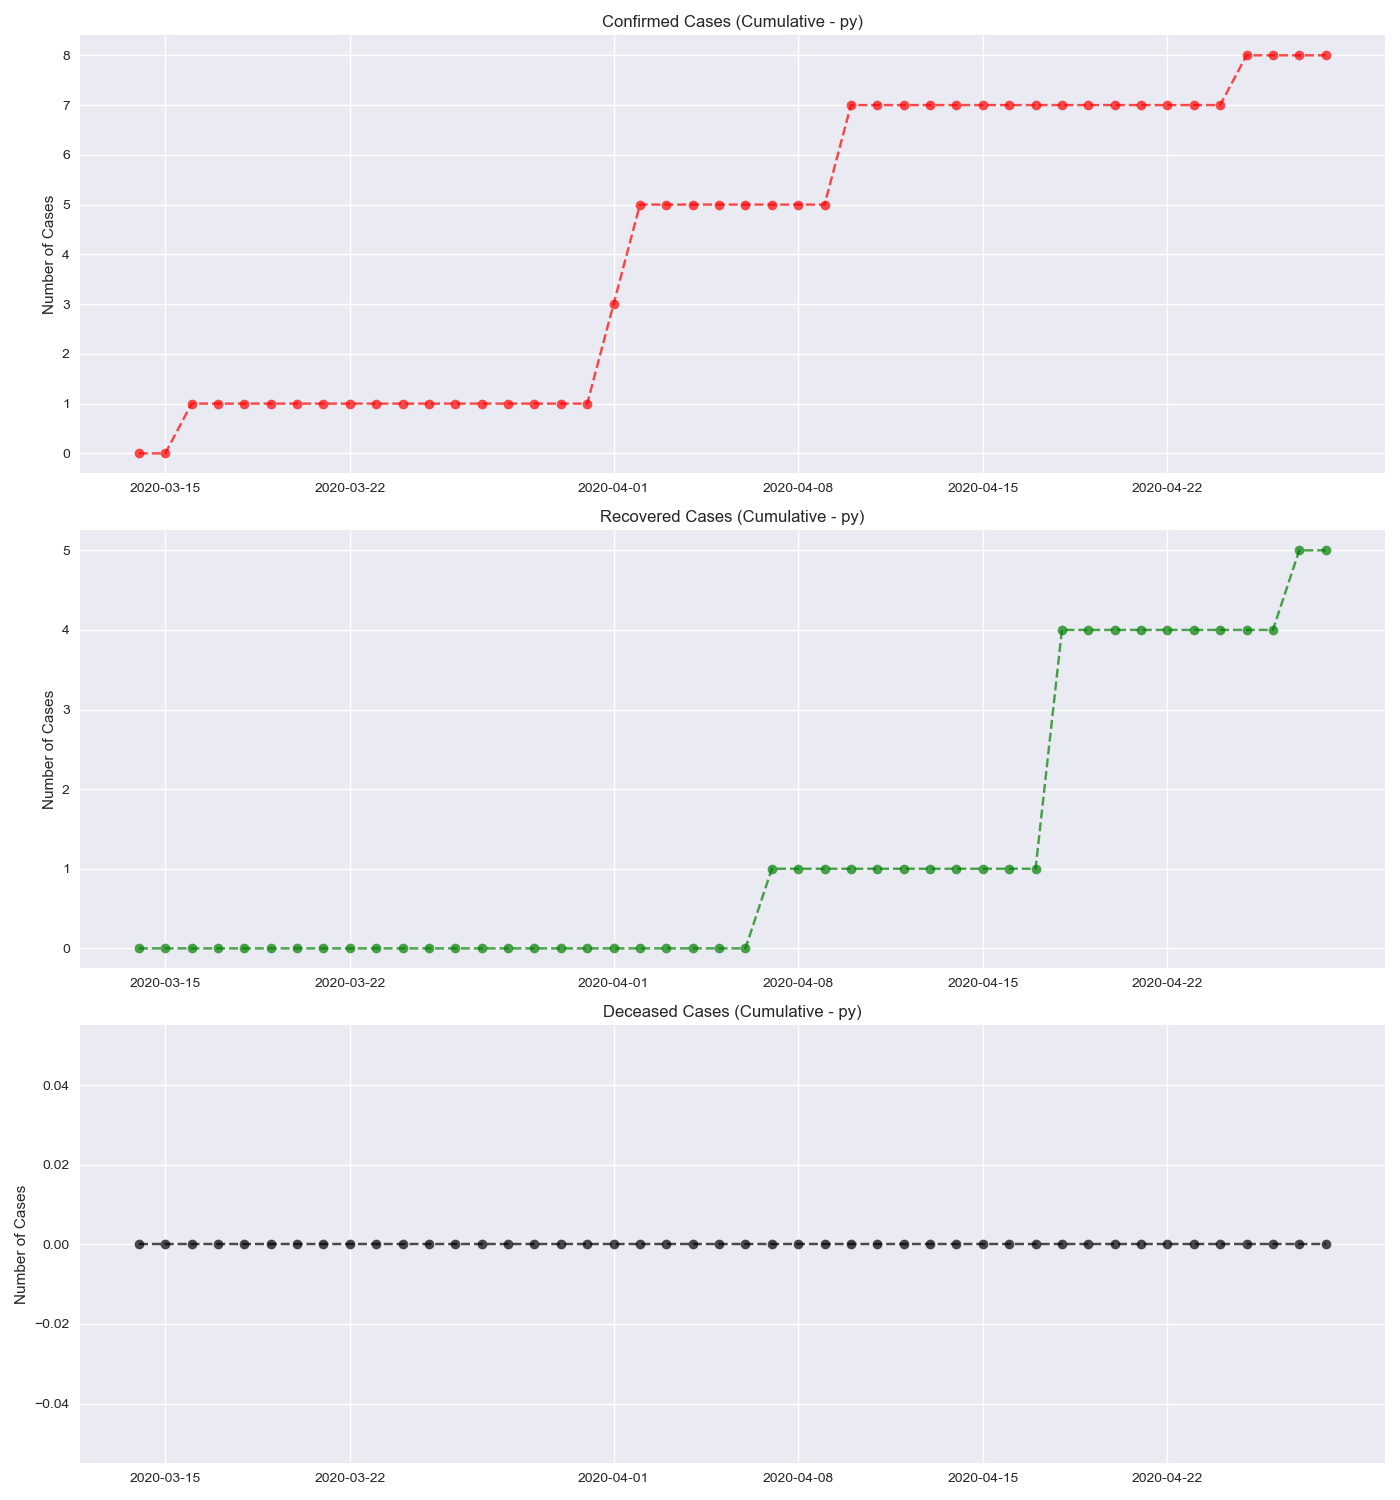 Confirmed Cases (Cumulative - py)
8
7
6
5
4
3
2
1
0
Number of Cases
2020-03-15 2020-03-22 2020-04-01 2020-04-08 2020-04-15 2020-04-22
Recovered Cases (Cumulative - py)
5
4
3
2
1
0
Number of Cases
2020-03-15 2020-03-22 2020-04-01 2020-04-08 2020-04-15 2020-04-22
Deceased Cases (Cumulative - py)
0.04
0.02
0.00
−0.02
−0.04
Number of Cases
2020-03-15 2020-03-22 2020-04-01 2020-04-08 2020-04-15 2020-04-22